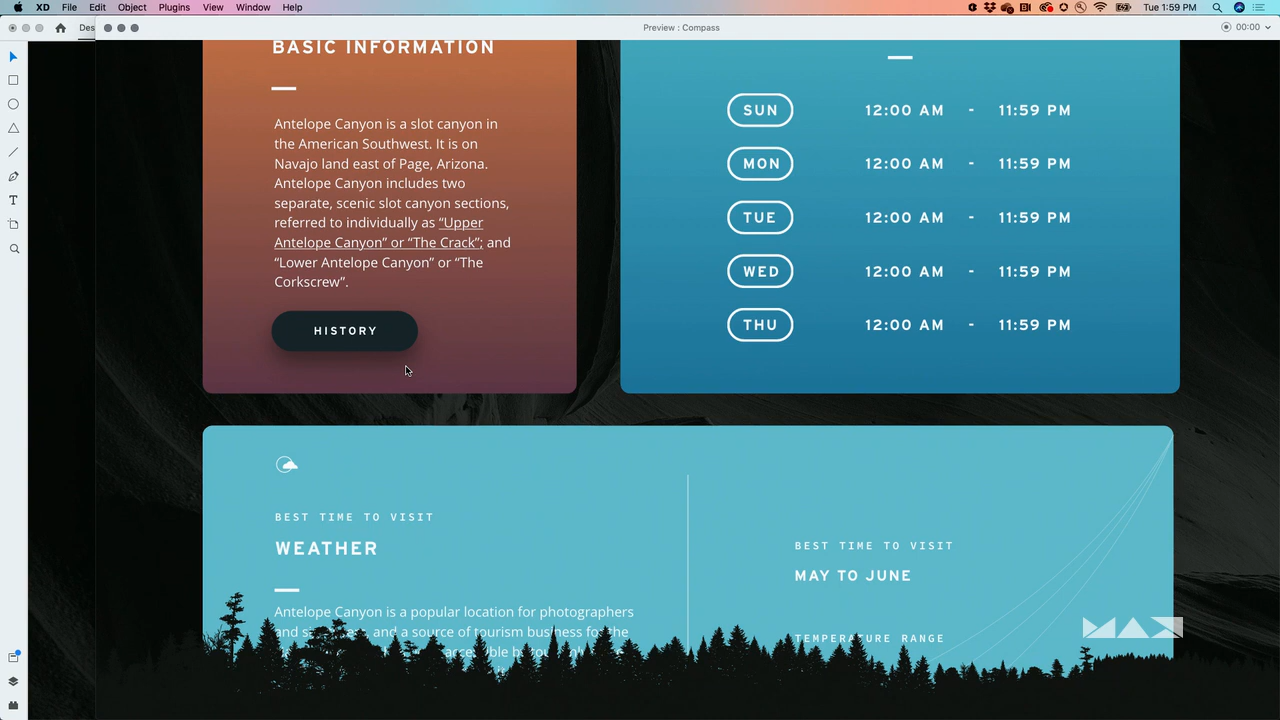 XD File Edit Object Plugins View Window Help
Tue 1:59 PM
Des
Preview : Compass
00:00
BASIC INFORMATION
Antelope Canyon is a slot canyon in
the American Southwest. It is on
Navajo land east of Page, Arizona.
Antelope Canyon includes two
separate, scenic slot canyon sections,
referred to individually as “Upper
Antelope Canyon” or “The Crack”; and
“Lower Antelope Canyon” or “The
Corkscrew”.
HISTORY
SUN 12:00 AM - 11:59 PM
MON 12:00 AM - 11:59 PM
TUE 12:00 AM - 11:59 PM
WED 12:00 AM - 11:59 PM
THU 12:00 AM - 11:59 PM
BEST TIME TO VISIT
WEATHER
Antelope Canyon is a popular location for photographers
and a source of tourism business for the
BEST TIME TO VISIT
MAY TO JUNE
TEMPERATURE RANGE
MAX